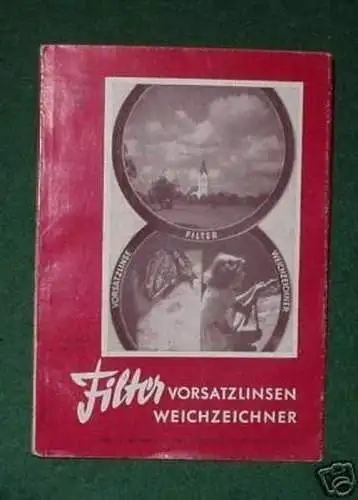 FILTER
VORSATZLINSE
WEICHZEICHNER
Filter VORSATZLINSEN
WEICHZEICHNER